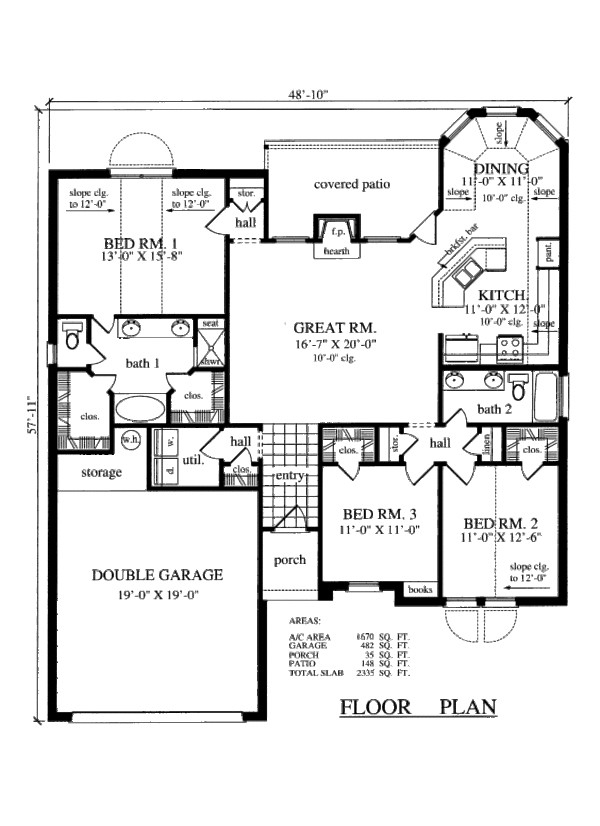 48'-10"
57'-11"
slope
DINING
11'-0" X 11'-0"
slope
slope
10'-0" clg.
covered patio
slope clg.
to 12'-0"
slope clg.
to 12'-0"
stor.
hall
BED RM. 1
13'-0" X 15'-8"
f.p.
hearth
brkfst. bar
pant.
KITCH.
11'-0" X 12'-0"
10'-0" clg.
slope
GREAT RM.
16'-7" X 20'-0"
10'-0" clg.
seat
shwr.
bath 1
clos.
clos.
bath 2
w.h.
w.
d.
util.
hall
clos.
storage
entry
clos.
stor.
hall
linen
clos.
BED RM. 3
11'-0" X 11'-0"
BED RM. 2
11'-0" X 12'-6"
slope clg.
to 12'-0"
books
porch
DOUBLE GARAGE
19'-0" X 19'-0"
AREAS:
A/C AREA 1670 SQ. FT.
GARAGE 482 SQ. FT.
PORCH 35 SQ. FT.
PATIO 148 SQ. FT.
TOTAL SLAB 2335 SQ. FT.
FLOOR PLAN